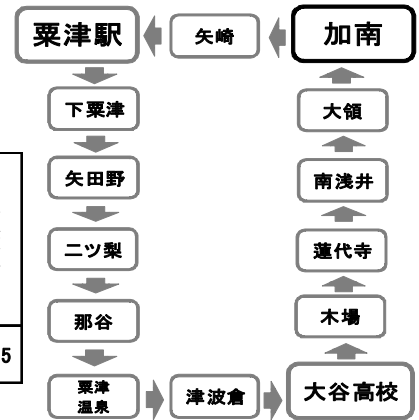 粟津駅
矢崎
加南
下粟津
大領
矢田野
南浅井
二ツ梨
蓮代寺
那谷
木場
5
粟津
温泉
津波倉
大谷高校